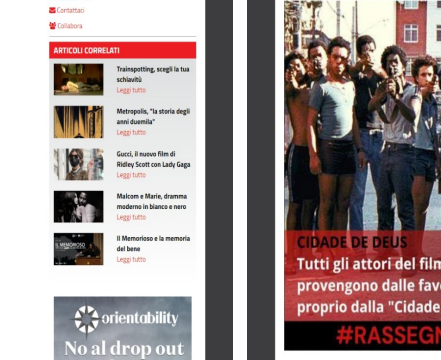 Contattaci
Collabora
ARTICOLI CORRELATI
Trainspotting, scegli la tua
schiavitù
Leggi tutto
Metropolis, "la storia degli
anni duemila"
Leggi tutto
Gucci, il nuovo film di
Ridley Scott con Lady Gaga
Leggi tutto
Malcom e Marie, dramma
moderno in bianco e nero
Leggi tutto
IL MEMORIOSO
Il Memorioso e la memoria
del bene
Leggi tutto
orientability
No al drop out
CIDADE DE DEUS
Tutti gli attori del film
provengono dalle fav
proprio dalla "Cidade
#RASSEGN